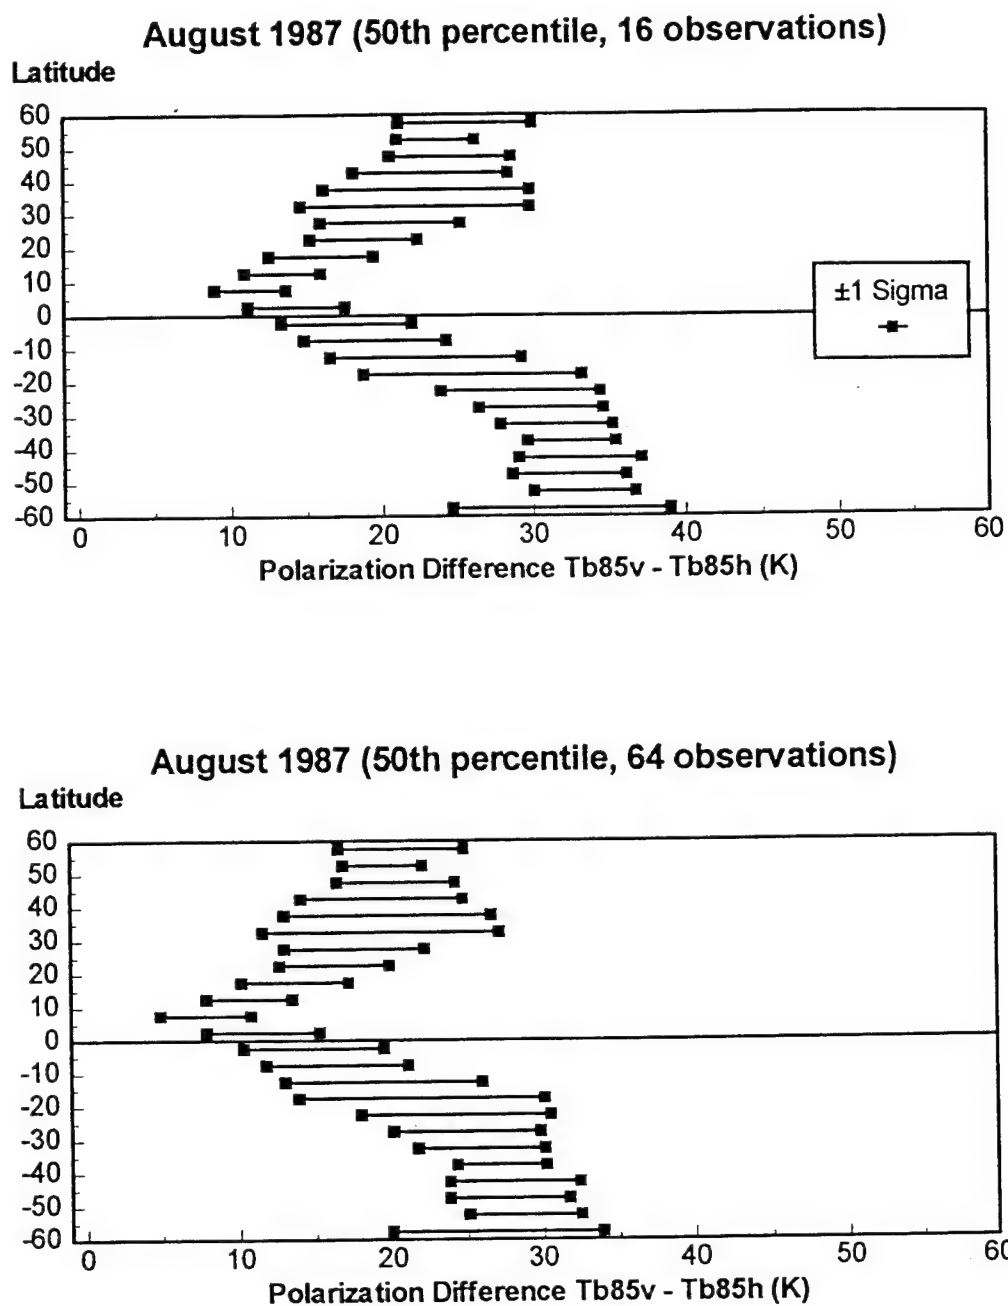 August 1987 (50th percentile, 16 observations)
Latitude
60
50
40
30
20
10
0
-10
-20
-30
-40
-50
-60
±1 Sigma
0 10 20 30 40 50 60
Polarization Difference Tb85v - Tb85h (K)
August 1987 (50th percentile, 64 observations)
Latitude
60
50
40
30
20
10
0
-10
-20
-30
-40
-50
-60
0 10 20 30 40 50 60
Polarization Difference Tb85v - Tb85h (K)